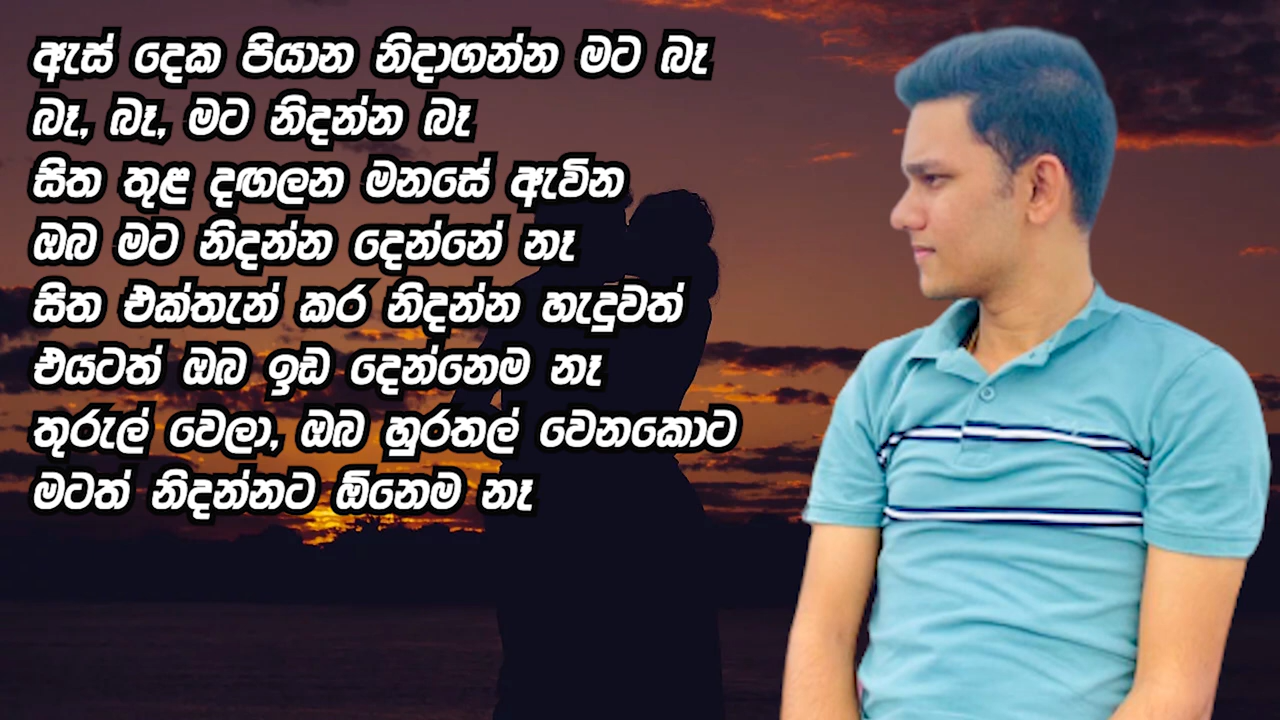 ඇස් දෙක පියාන නිදාගන්න මට බෑ
බෑ, බෑ, මට නිදන්න බෑ
සිත තුළ දඟලන මනසේ ඇවින
ඔබ මට නිදන්න දෙන්නේ නෑ
සිත එක්තැන් කර නිදන්න හැදුවත්
එයටත් ඔබ ඉඩ දෙන්නෙම නෑ
තුරුල් වෙලා, ඔබ හුරතල් වෙනකොට
මටත් නිදන්නට ඕනෙම නෑ